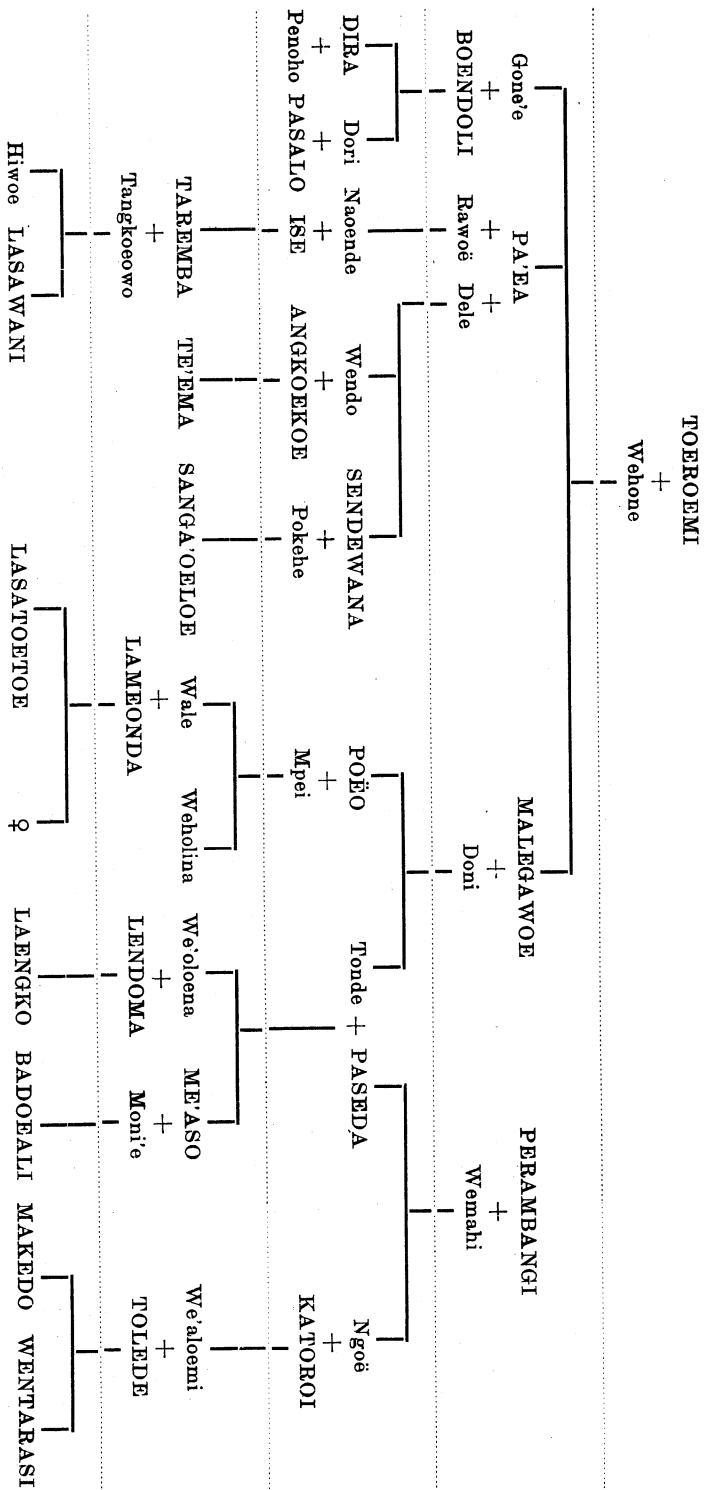 TOEROEMI
+
Wehone
Gone'e PA'EA MALEGAWOE PERAMBANGI
+ + + + +
BOENDOLI Rawoë Dele Doni Wemahi
DIRA Dori Naoende Wendo SENDEWANA POËO Tonde + PASEDA Ngoë
+ + + + + + +
Penoho PASALO ISE ANGKOEKOE Pokehe Mpei KATOROI
TAREMBA TE'EMA SANGA'OELOE Wale Weholina We'oloena ME'ASO We'aloemi
+ + + + +
Tangkoeowo LAMEONDA LENDOMA Moni'e TOLEDE
Hiwoe LASAWANI LASATOETOE ♀ LAENGKO BADOEALI MAKEDO WENTARASI